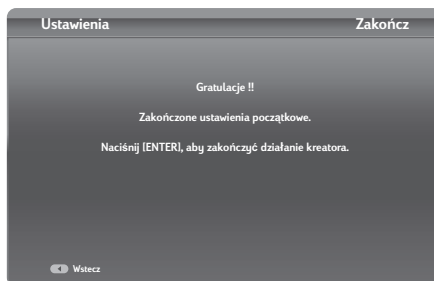 Ustawienia Zakończ
Gratulacje !!
Zakończone ustawienia początkowe.
Naciśnij [ENTER], aby zakończyć działanie kreatora.
Wstecz